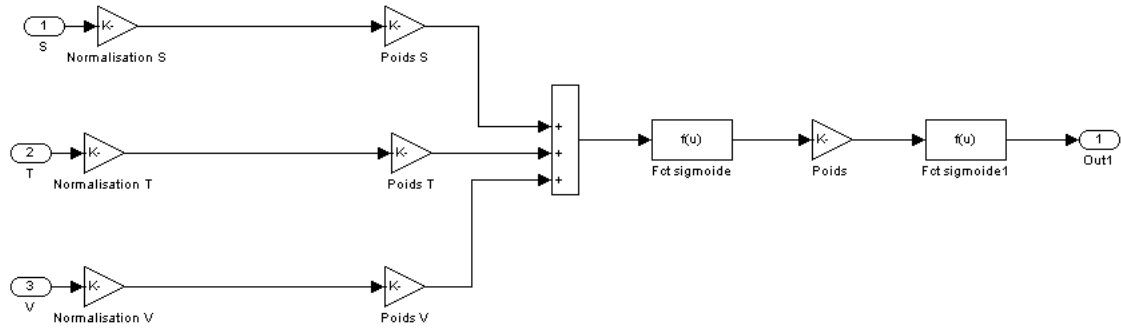 1
K-
K-
S
Normalisation S
Poids S
+
2
K-
K-
+
f(u)
K-
f(u)
1
T
Normalisation T
Poids T
+
Fct sigmoide
Poids
Fct sigmoide1
Out1
3
K-
K-
V
Normalisation V
Poids V